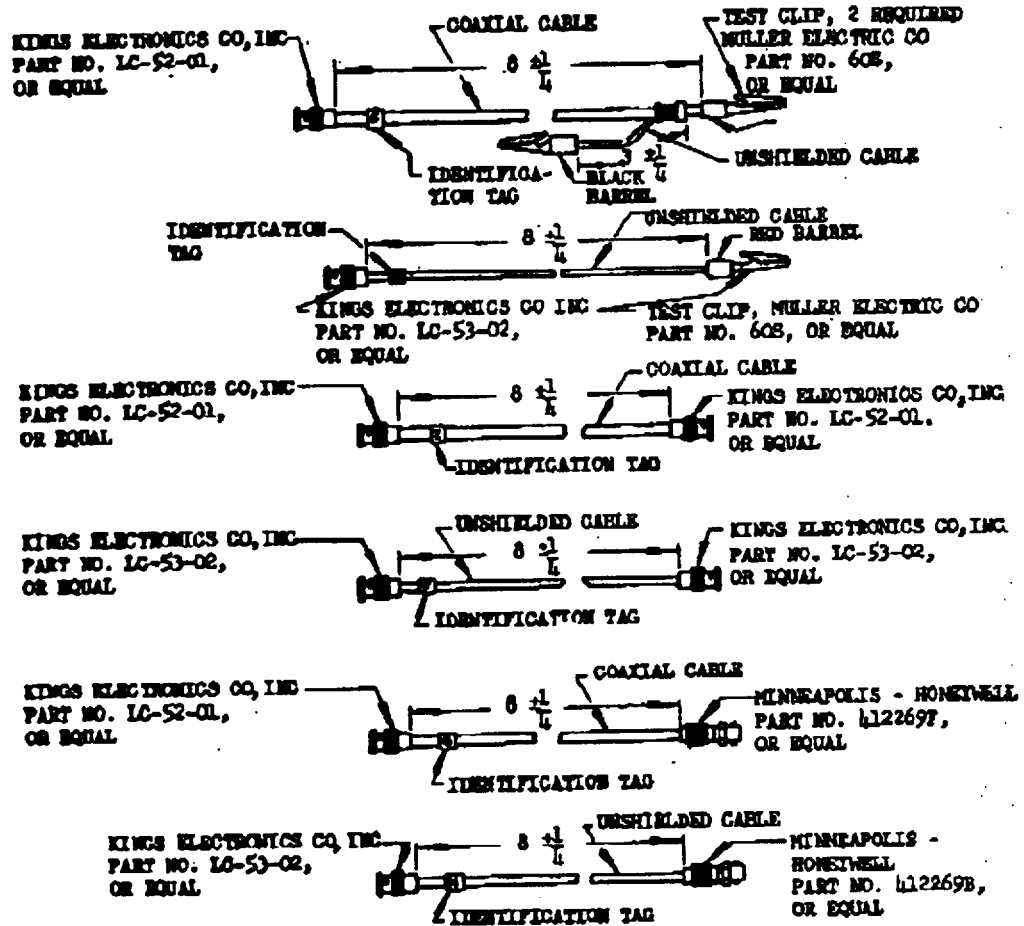 KINGS ELECTRONICS CO, INC
PART NO. LC-52-01,
OR EQUAL
COAXIAL CABLE
8 ±1/4
TEST CLIP, 2 REQUIRED
MULLER ELECTRIC CO
PART NO. 60S,
OR EQUAL
IDENTIFICA-
TION TAG
BLACK
BARREL
3 ±1/4
UNSHIELDED CABLE
IDENTIFICATION
TAG
8 ±1/4
UNSHIELDED CABLE
RED BARREL
KINGS ELECTRONICS CO INC
PART NO. LC-53-02,
OR EQUAL
TEST CLIP, MULLER ELECTRIC CO
PART NO. 60S, OR EQUAL
KINGS ELECTRONICS CO, INC
PART NO. LC-52-01,
OR EQUAL
8 ±1/4
COAXIAL CABLE
KINGS ELECTRONICS CO, INC.
PART NO. LC-52-01.
OR EQUAL
IDENTIFICATION TAG
KINGS ELECTRONICS CO, INC
PART NO. LC-53-02,
OR EQUAL
UNSHIELDED CABLE
8 ±1/4
KINGS ELECTRONICS CO, INC.
PART NO. LC-53-02,
OR EQUAL
IDENTIFICATION TAG
KINGS ELECTRONICS CO, INC
PART NO. LC-52-01,
OR EQUAL
8 ±1/4
COAXIAL CABLE
MINNEAPOLIS - HONEYWELL
PART NO. 412269F,
OR EQUAL
IDENTIFICATION TAG
KINGS ELECTRONICS CO, INC
PART NO. LC-53-02,
OR EQUAL
8 ±1/4
UNSHIELDED CABLE
MINNEAPOLIS -
HONEYWELL
PART NO. 412269B,
OR EQUAL
IDENTIFICATION TAG